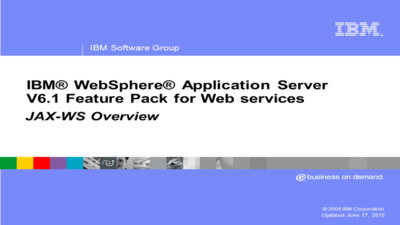 IBM
IBM Software Group
IBM® WebSphere® Application Server
V6.1 Feature Pack for Web services
JAX-WS Overview
e business on demand.
© 2006 IBM Corporation
Updated June 17, 2015